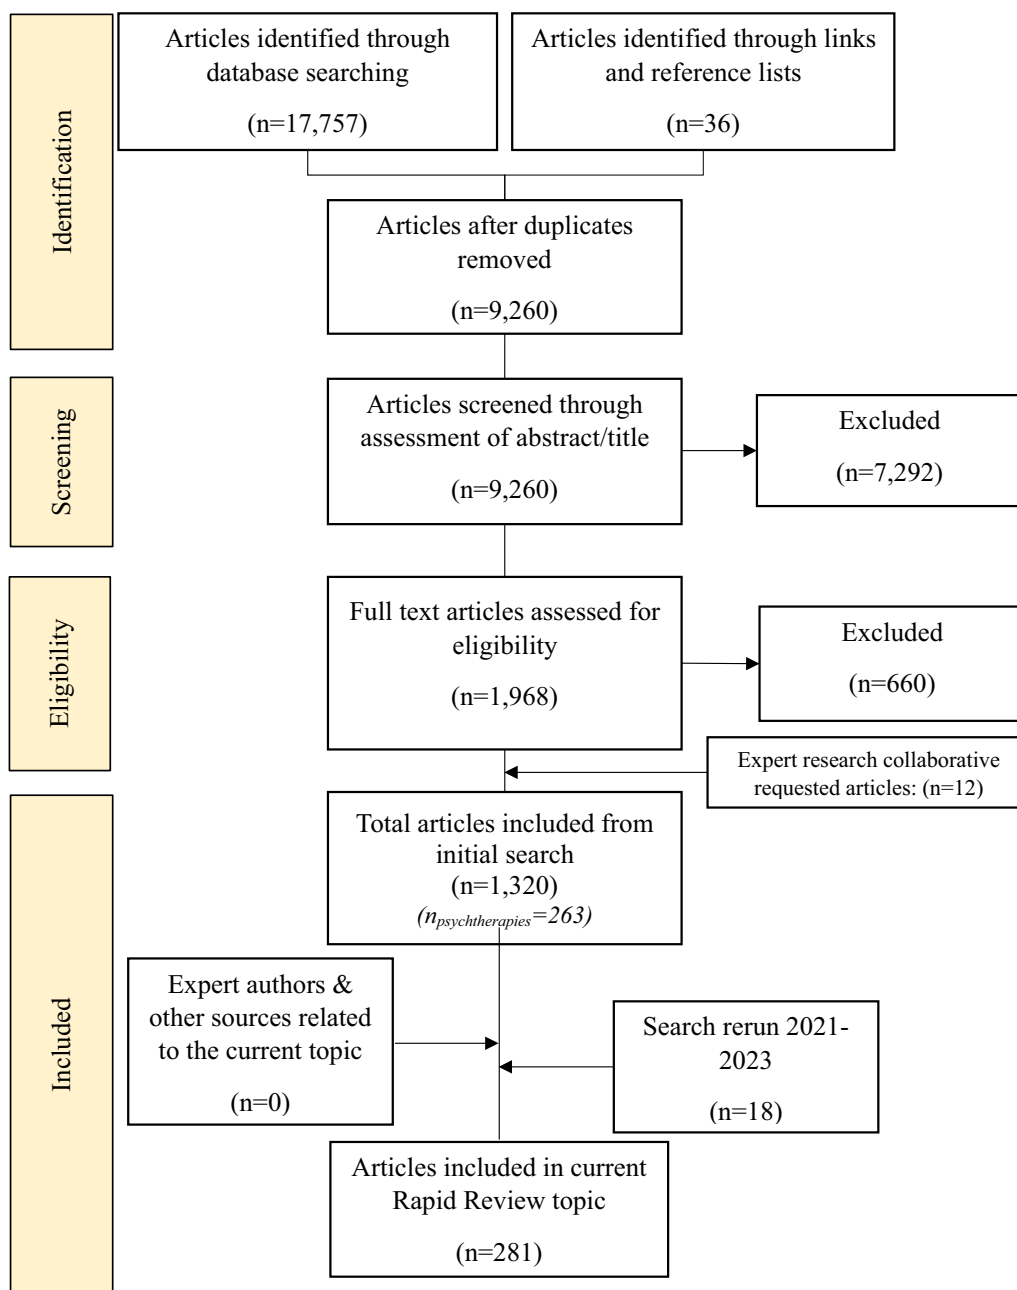 Identification
Articles identified through
database searching
(n=17,757)
Articles identified through links
and reference lists
(n=36)
Articles after duplicates
removed
(n=9,260)
Screening
Articles screened through
assessment of abstract/title
(n=9,260)
Excluded
(n=7,292)
Eligibility
Full text articles assessed for
eligibility
(n=1,968)
Excluded
(n=660)
Expert research collaborative
requested articles: (n=12)
Included
Total articles included from
initial search
(n=1,320)
(npsychtherapies=263)
Expert authors &
other sources related
to the current topic
(n=0)
Search rerun 2021-
2023
(n=18)
Articles included in current
Rapid Review topic
(n=281)